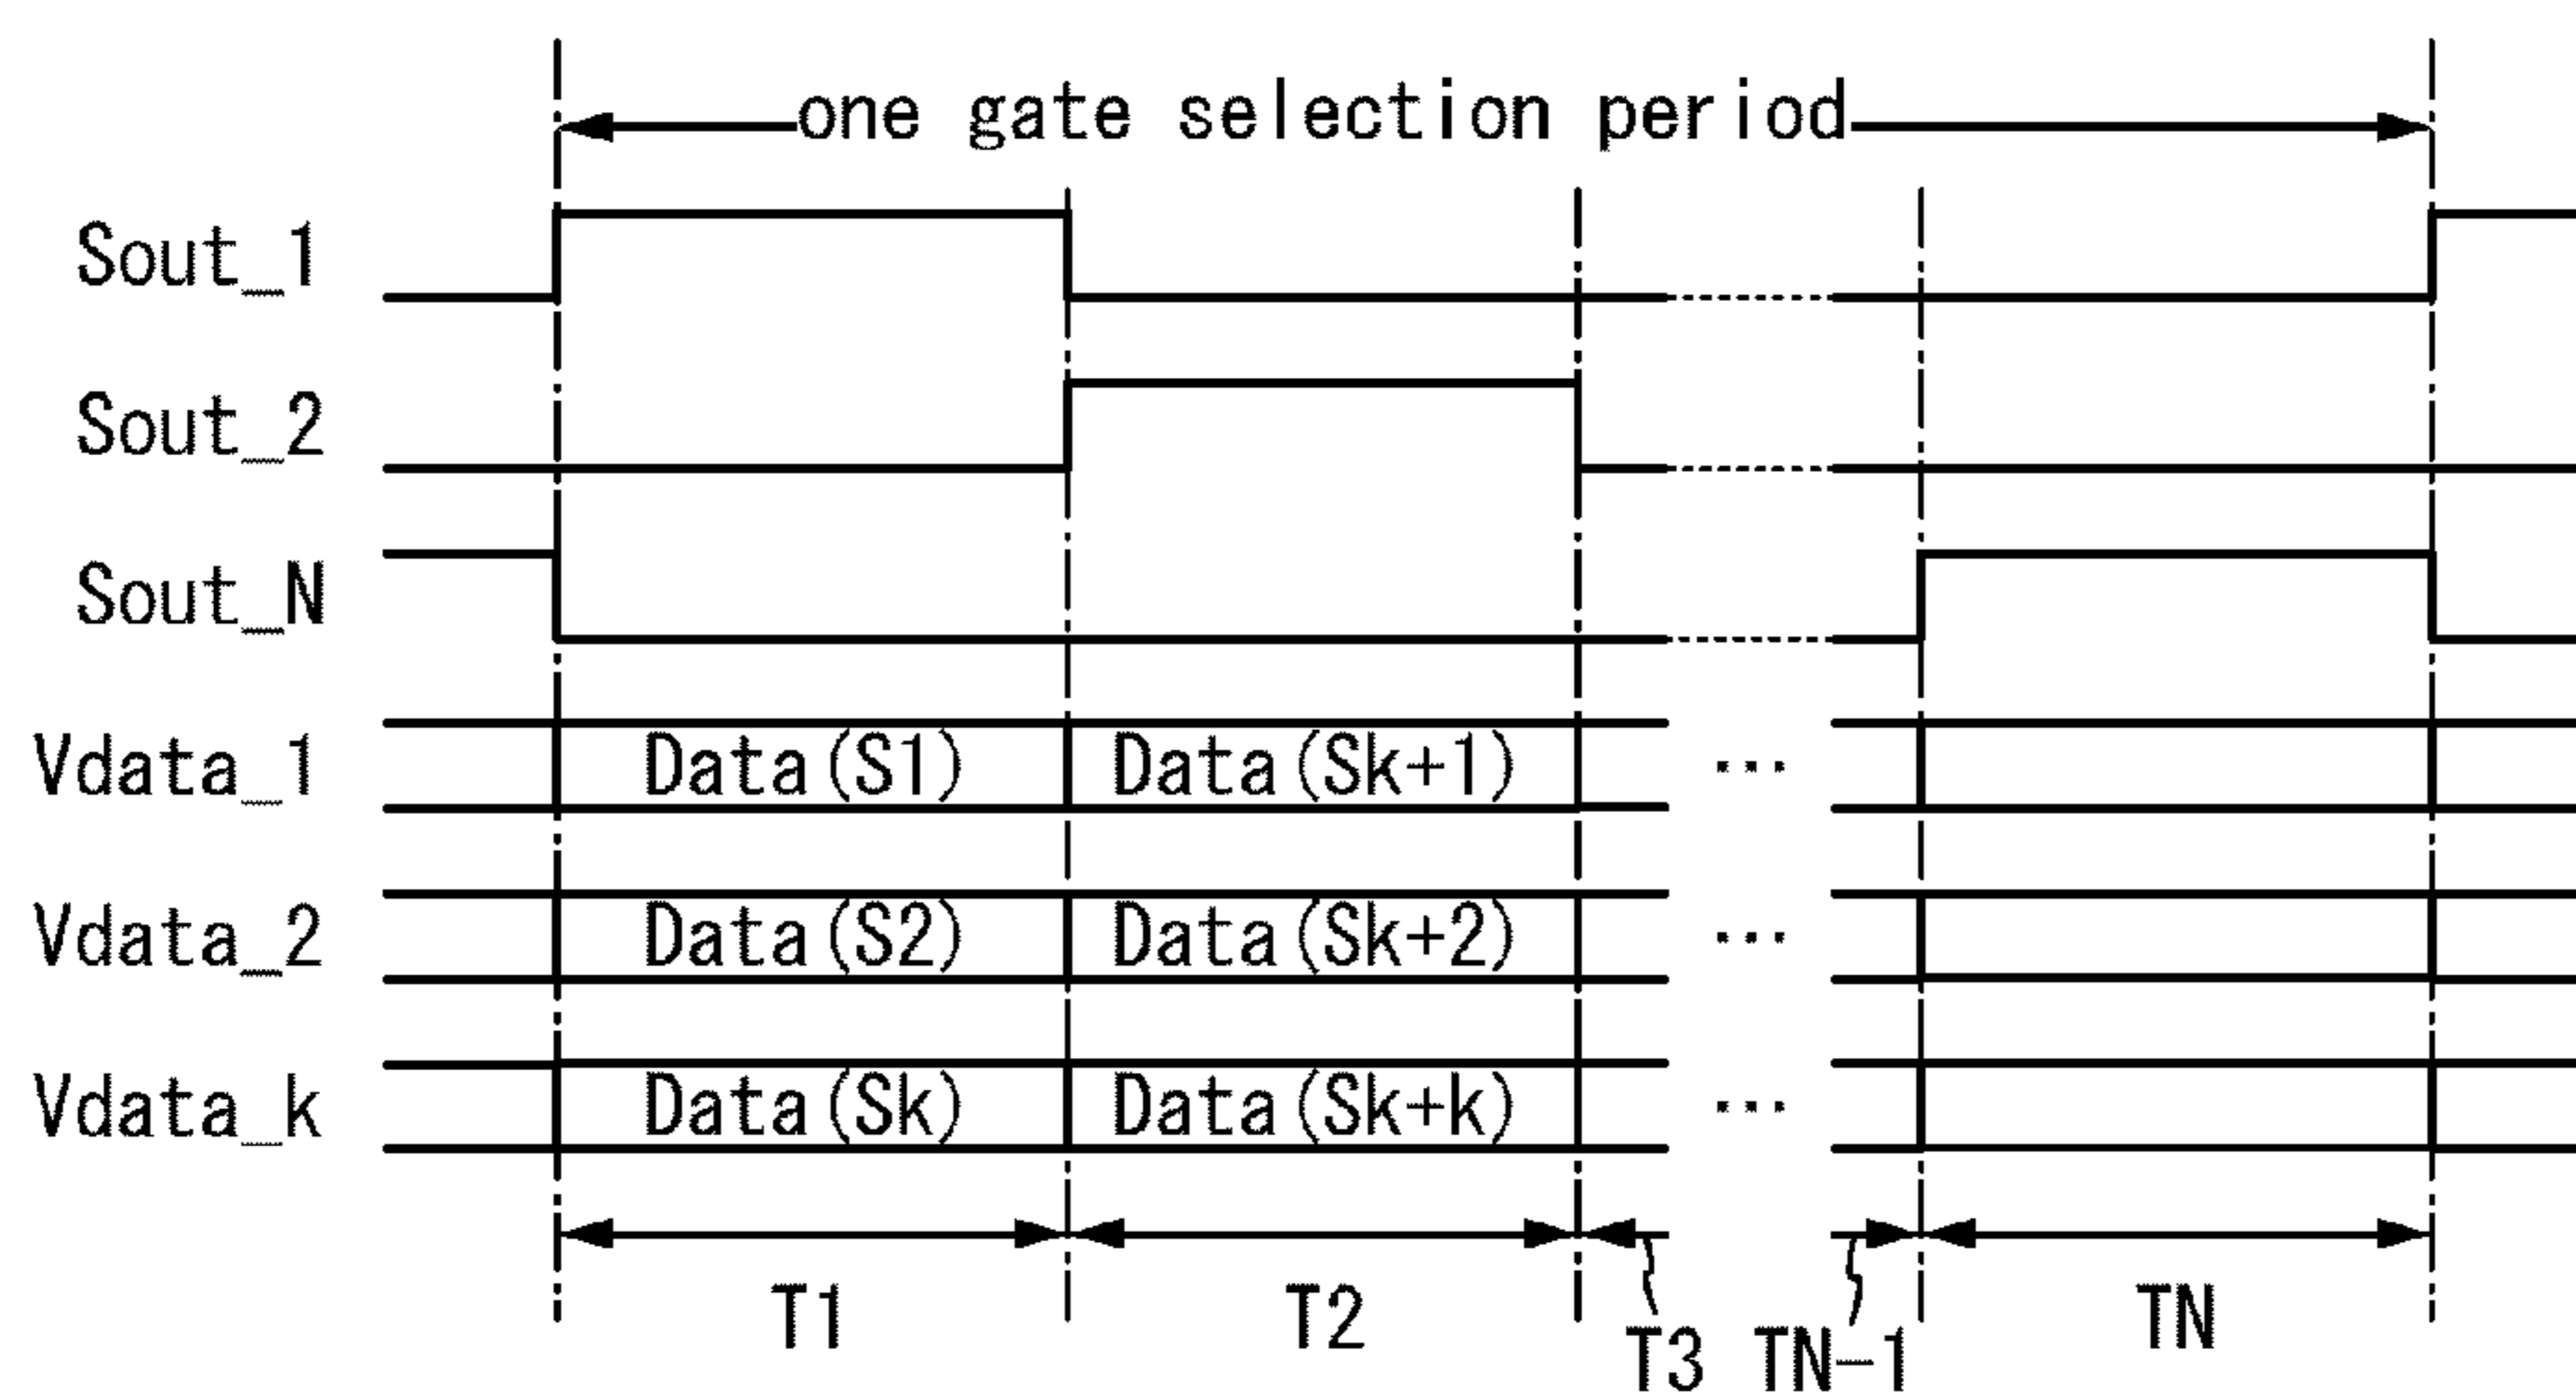 one gate selection period
Sout_1
Sout_2
Sout_N
Vdata_1 Data(S1) Data(Sk+1) ...
Vdata_2 Data(S2) Data(Sk+2) ...
Vdata_k Data(Sk) Data(Sk+k) ...
T1 T2 TN
T3 TN-1